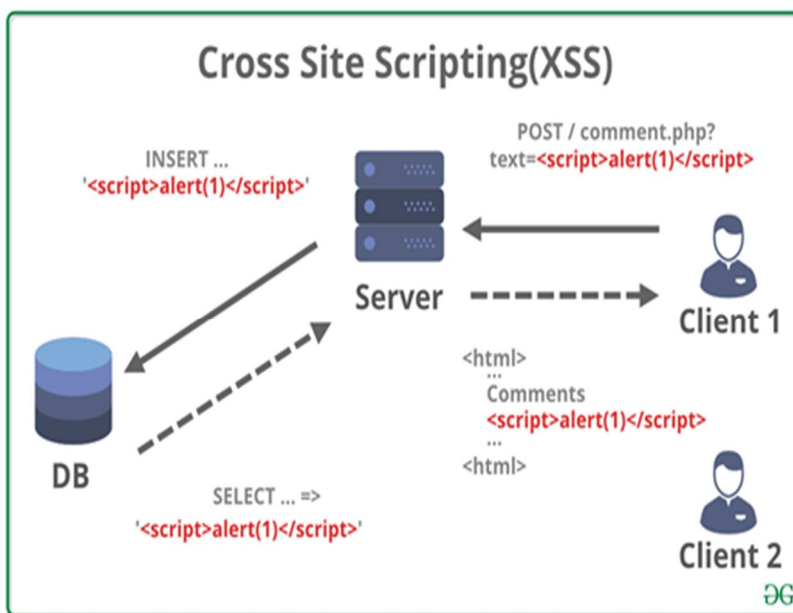 Cross Site Scripting(XSS)
POST / comment.php?
text=<script>alert(1)</script>
INSERT ...
'<script>alert(1)</script>'
Server
Client 1
<html>
...
Comments
<script>alert(1)</script>
...
<html>
DB
SELECT ... =>
'<script>alert(1)</script>'
Client 2